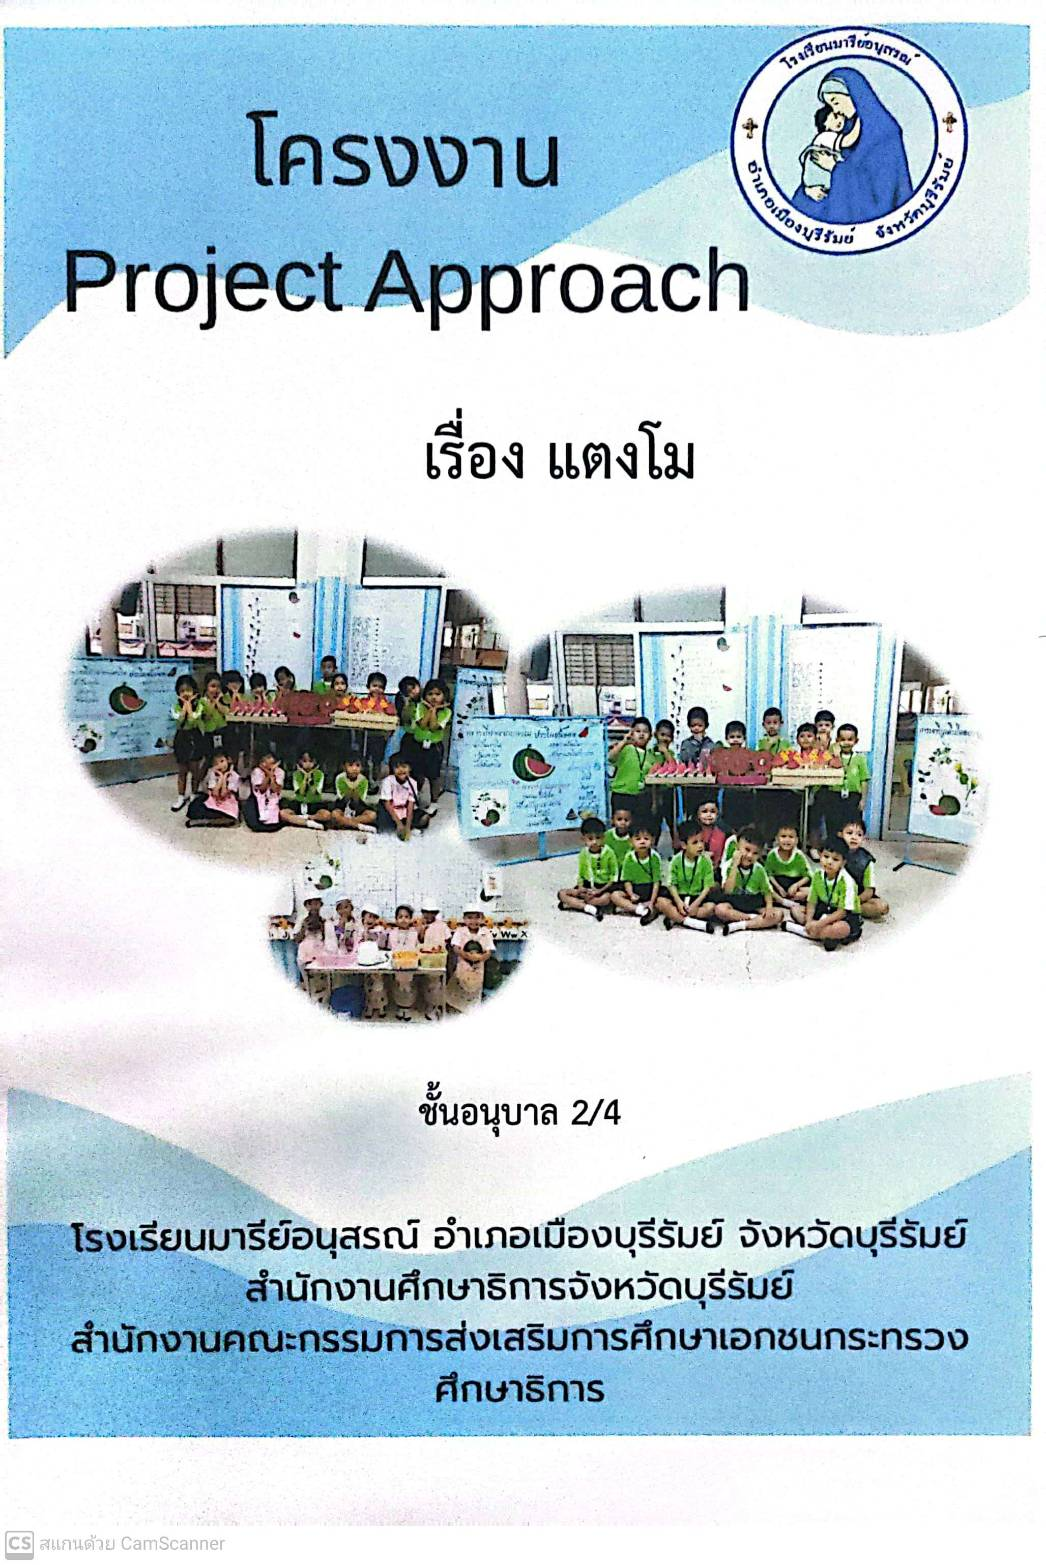 โรงเรียนมารีย์อนุสรณ์
อำเภอเมืองบุรีรัมย์ จังหวัดบุรีรัมย์
โครงงาน
Project Approach
เรื่อง แตงโม
ชั้นอนุบาล 2/4
โรงเรียนมารีย์อนุสรณ์ อำเภอเมืองบุรีรัมย์ จังหวัดบุรีรัมย์
สำนักงานศึกษาธิการจังหวัดบุรีรัมย์
สำนักงานคณะกรรมการส่งเสริมการศึกษาเอกชนกระทรวง
ศึกษาธิการ
CS สแกนด้วย CamScanner